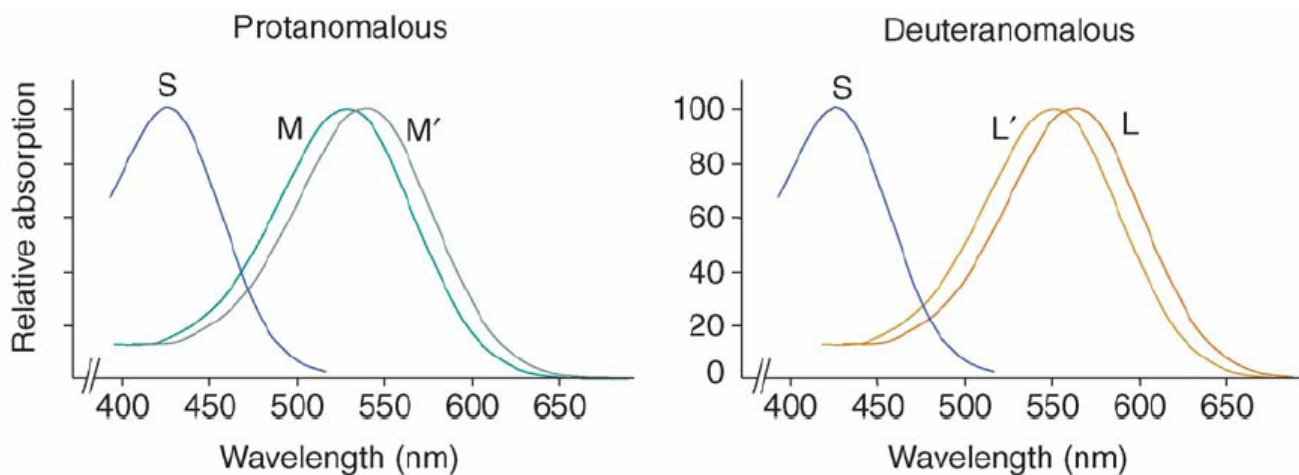 Protanomalous
Relative absorption
S
M
M′
400 450 500 550 600 650
Wavelength (nm)
Deuteranomalous
100
80
60
40
20
0
S
L′
L
400 450 500 550 600 650
Wavelength (nm)